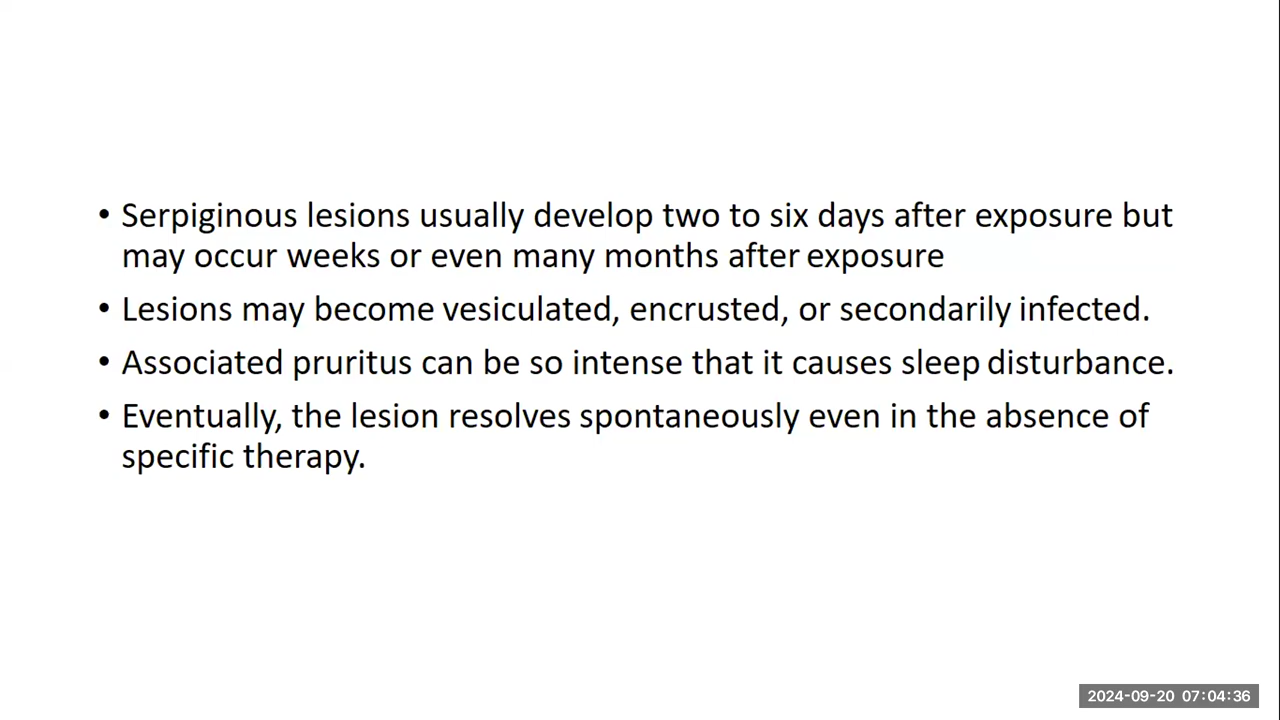 • Serpiginous lesions usually develop two to six days after exposure but
may occur weeks or even many months after exposure
• Lesions may become vesiculated, encrusted, or secondarily infected.
• Associated pruritus can be so intense that it causes sleep disturbance.
• Eventually, the lesion resolves spontaneously even in the absence of
specific therapy.
2024-09-20 07:04:36